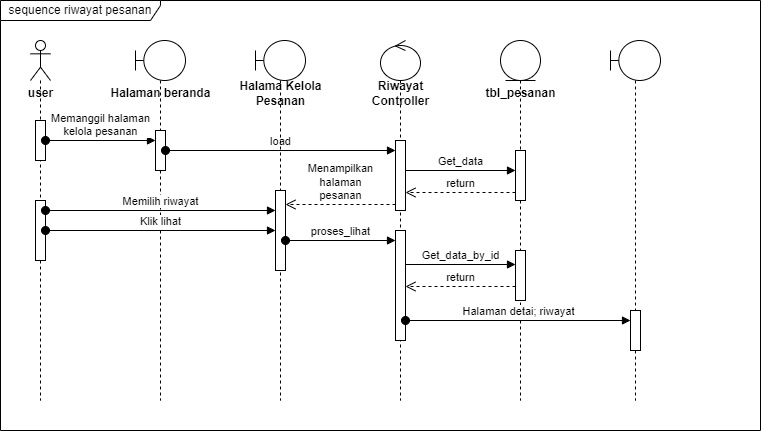 sequence riwayat pesanan
user
Halaman beranda
Halama Kelola
Pesanan
Riwayat
Controller
tbl_pesanan
Memanggil halaman
kelola pesanan
load
Get_data
Menampilkan
halaman
pesanan
return
Memilih riwayat
Klik lihat
proses_lihat
Get_data_by_id
return
Halaman detai; riwayat